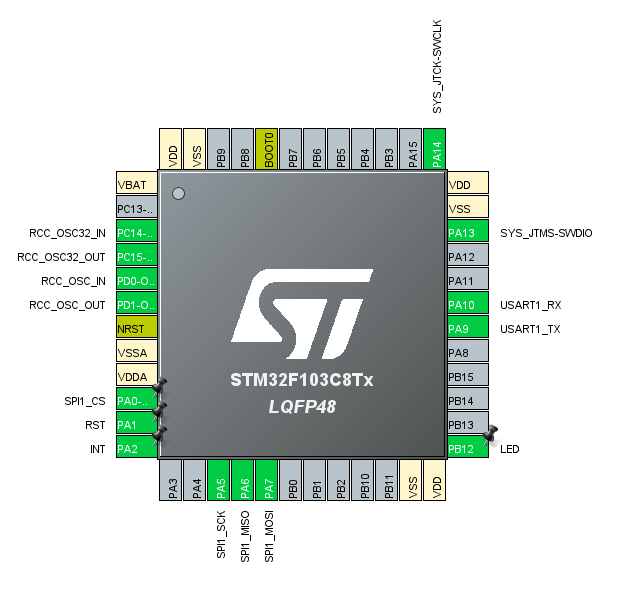 SYS_JTCK-SWCLK
VDD
VSS
PB9
PB8
BOOT0
PB7
PB6
PB5
PB4
PB3
PA15
PA14
VBAT
PC13-..
RCC_OSC32_IN PC14-..
RCC_OSC32_OUT PC15-..
RCC_OSC_IN PD0-O..
RCC_OSC_OUT PD1-O..
NRST
VSSA
VDDA
SPI1_CS PA0-..
RST PA1
INT PA2
STM32F103C8Tx
LQFP48
VDD
VSS
PA13 SYS_JTMS-SWDIO
PA12
PA11
PA10 USART1_RX
PA9 USART1_TX
PA8
PB15
PB14
PB13
PB12 LED
PA3
PA4
PA5
PA6
PA7
PB0
PB1
PB2
PB10
PB11
VSS
VDD
SPI1_SCK
SPI1_MISO
SPI1_MOSI